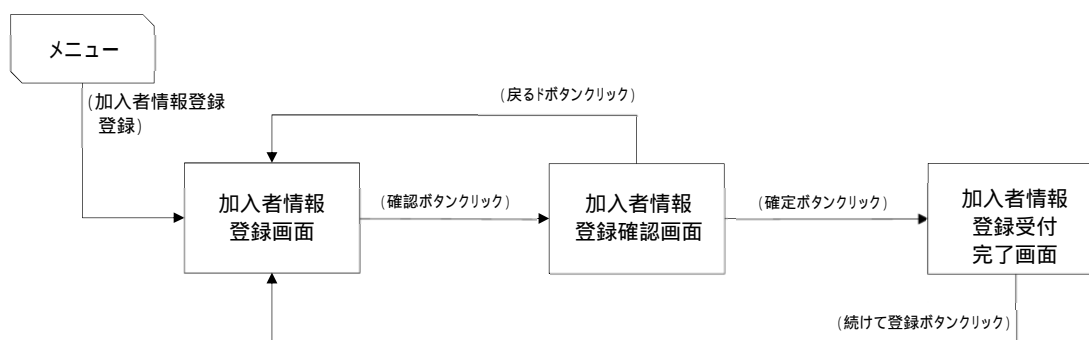 メニュー
(加入者情報登録
登録)
(戻るドボタンクリック)
加入者情報
登録画面
(確認ボタンクリック)
加入者情報
登録確認画面
(確定ボタンクリック)
加入者情報
登録受付
完了画面
(続けて登録ボタンクリック)